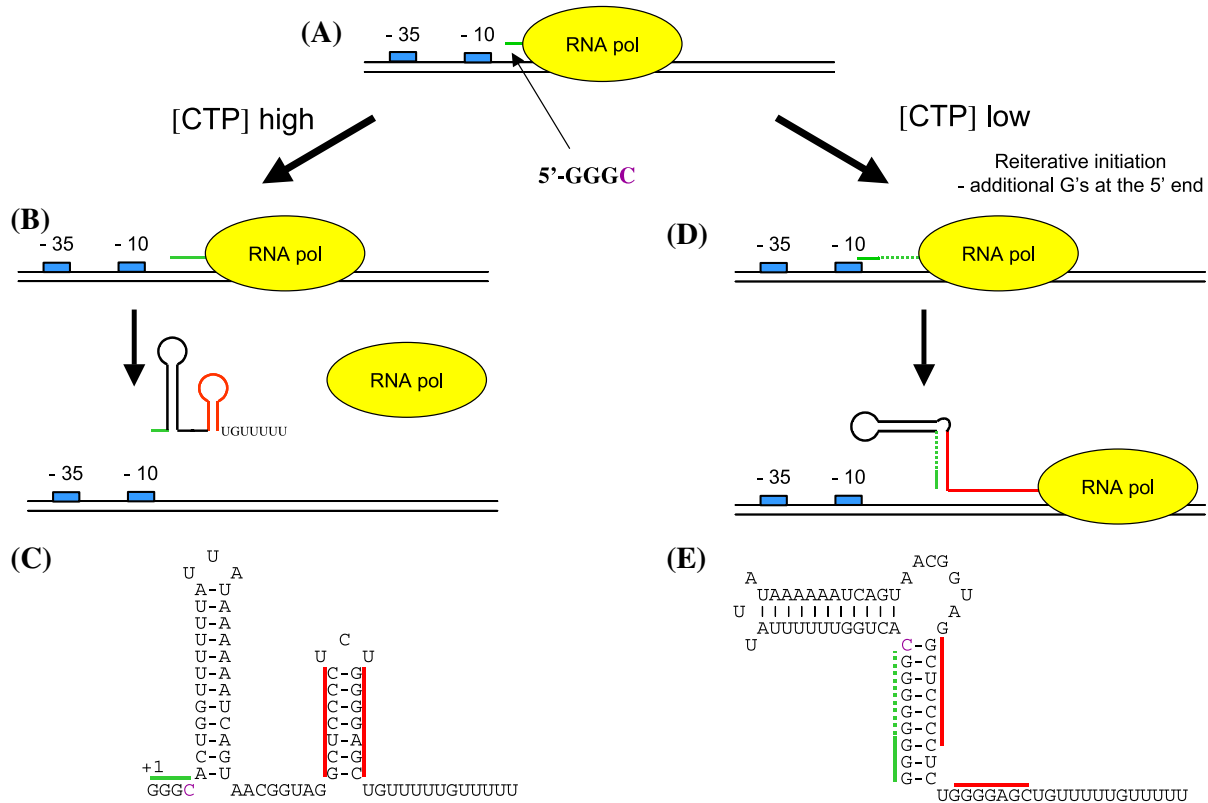 (A)
- 35
- 10
RNA pol
[CTP] high
[CTP] low
5'-GGGC
Reiterative initiation
- additional G's at the 5' end
(B)
- 35
- 10
RNA pol
RNA pol
UGUUUUU
- 35
- 10
(D)
- 35
- 10
RNA pol
- 35
- 10
RNA pol
(C)
U
U A
A-U
U-A
U-A
U-A C
U-A U U
U-A C-G
U-A C-G
G-U C-G
G-C C-G
U-A U-A
C-G C-G
+1 A-U G-C
GGGC AACGGUAG UGUUUUUGUUUUU
(E)
ACG
A G
A UAAAAAAUCAGU U
U A
U AUUUUUUGGUCA G
C-G
G-C
G-U
G-C
G-C
G-C
G-C
G-U
G-C
UGGGGAGCUGUUUUUGUUUUU